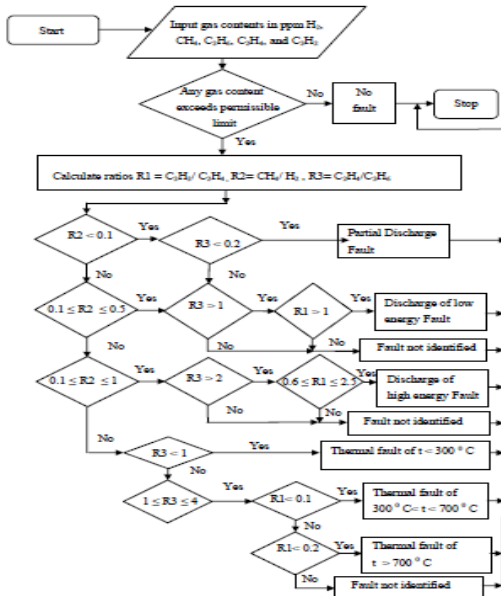 Start
Input gas contents in ppm H₂,
CH₄, C₂H₆, C₂H₄, and C₂H₂
Any gas content
exceeds permissible
limit
No
No
fault
Stop
Yes
Calculate ratios R1 = C₂H₂/ C₂H₄, R2= CH₄/ H₂ , R3= C₂H₄/C₂H₆
R2 < 0.1
Yes
R3 < 0.2
Yes
Partial Discharge
Fault
No
No
0.1 ≤ R2 ≤ 0.5
Yes
R3 > 1
Yes
R1 > 1
Yes
Discharge of low
energy Fault
No
No
No
Fault not identified
0.1 ≤ R2 ≤ 1
Yes
R3 > 2
Yes
0.6 ≤ R1 ≤ 2.5
Yes
Discharge of
high energy Fault
No
No
No
Fault not identified
R3 < 1
Yes
Thermal fault of t < 300 ⁰ C
No
1 ≤ R3 ≤ 4
Yes
R1< 0.1
Yes
Thermal fault of
300 ⁰ C< t < 700 ⁰ C
No
R1< 0.2
Yes
Thermal fault of
t > 700 ⁰ C
No
Fault not identified